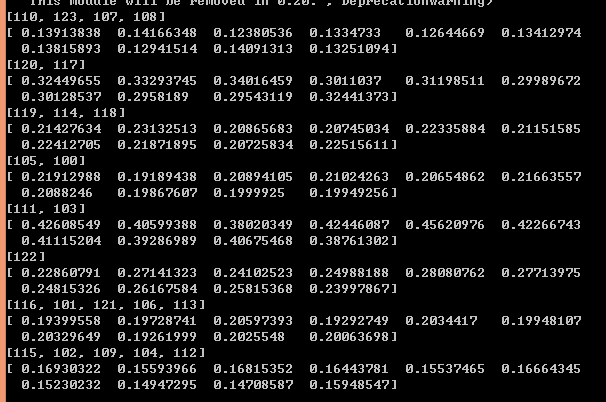 This module will be removed in 0.20.", DeprecationWarning)
[110, 123, 107, 108]
[ 0.13913838 0.14166348 0.12380536 0.1334733 0.12644669 0.13412974
0.13815893 0.12941514 0.14091313 0.13251094]
[120, 117]
[ 0.32449655 0.33293745 0.34016459 0.3011037 0.31198511 0.29989672
0.30128537 0.2958189 0.29543119 0.32441373]
[119, 114, 118]
[ 0.21427634 0.23132513 0.20865683 0.20745034 0.22335884 0.21151585
0.22412705 0.21871895 0.20725834 0.22515611]
[105, 100]
[ 0.21912988 0.19189438 0.20894105 0.21024263 0.20654862 0.21663557
0.2088246 0.19867607 0.1999925 0.19949256]
[111, 103]
[ 0.42608549 0.40599388 0.38020349 0.42446087 0.45620976 0.42266743
0.41115204 0.39286989 0.40675468 0.38761302]
[122]
[ 0.22860791 0.27141323 0.24102523 0.24988188 0.28080762 0.27713975
0.24815326 0.26167584 0.25815368 0.23997867]
[116, 101, 121, 106, 113]
[ 0.19399558 0.19728741 0.20597393 0.19292749 0.2034417 0.19948107
0.20329649 0.19261999 0.2025548 0.20063698]
[115, 102, 109, 104, 112]
[ 0.16930322 0.15593966 0.16815352 0.16443781 0.15537465 0.16664345
0.15230232 0.14947295 0.14708587 0.15948547]